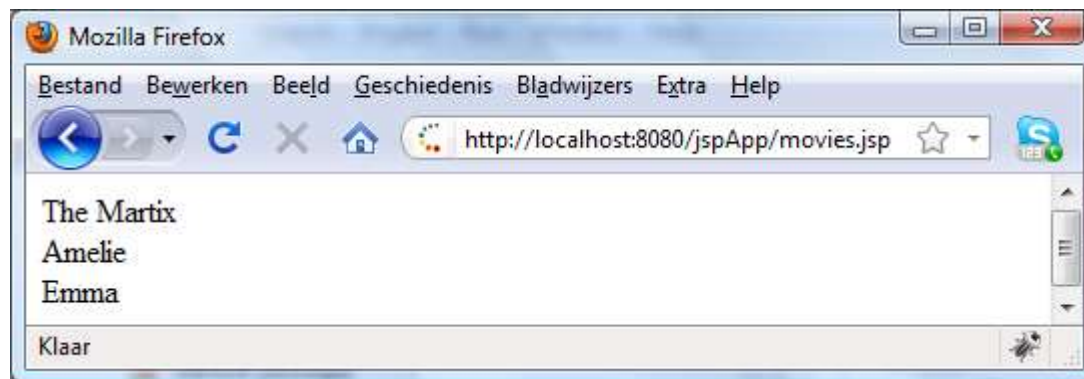 Mozilla Firefox
Bestand Bewerken Beeld Geschiedenis Bladwijzers Extra Help
http://localhost:8080/jspApp/movies.jsp
The Martix
Amelie
Emma
Klaar